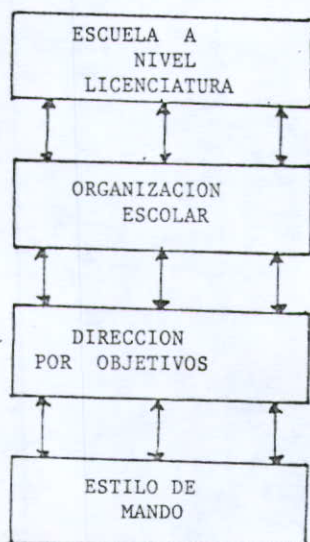 ESCUELA A
NIVEL
LICENCIATURA
ORGANIZACION
ESCOLAR
DIRECCION
POR OBJETIVOS
ESTILO DE
MANDO